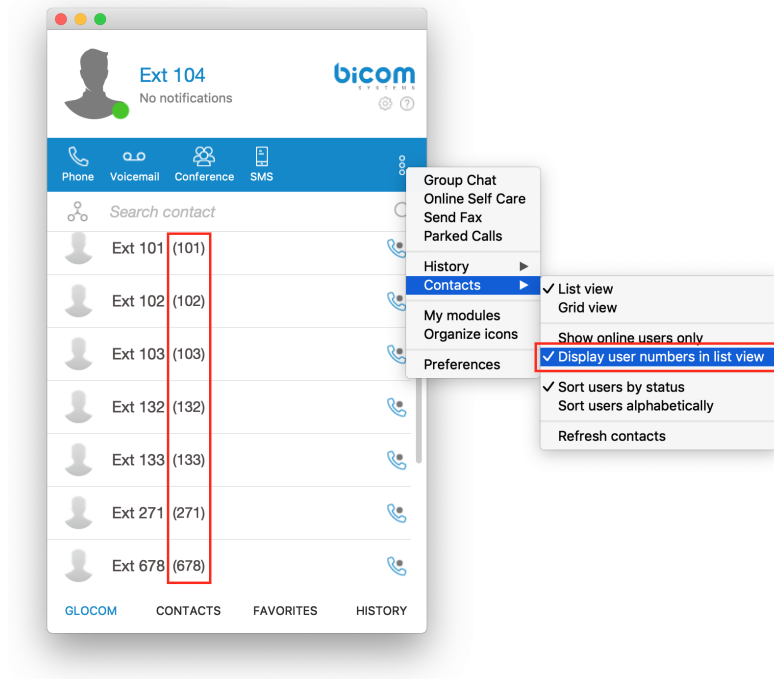 Ext 104
No notifications
bicom
SYSTEMS
?
Phone
Voicemail
Conference
SMS
Search contact
Ext 101 (101)
Ext 102 (102)
Ext 103 (103)
Ext 132 (132)
Ext 133 (133)
Ext 271 (271)
Ext 678 (678)
GLOCOM
CONTACTS
FAVORITES
HISTORY
Group Chat
Online Self Care
Send Fax
Parked Calls
History
Contacts
My modules
Organize icons
Preferences
List view
Grid view
Show online users only
Display user numbers in list view
Sort users by status
Sort users alphabetically
Refresh contacts